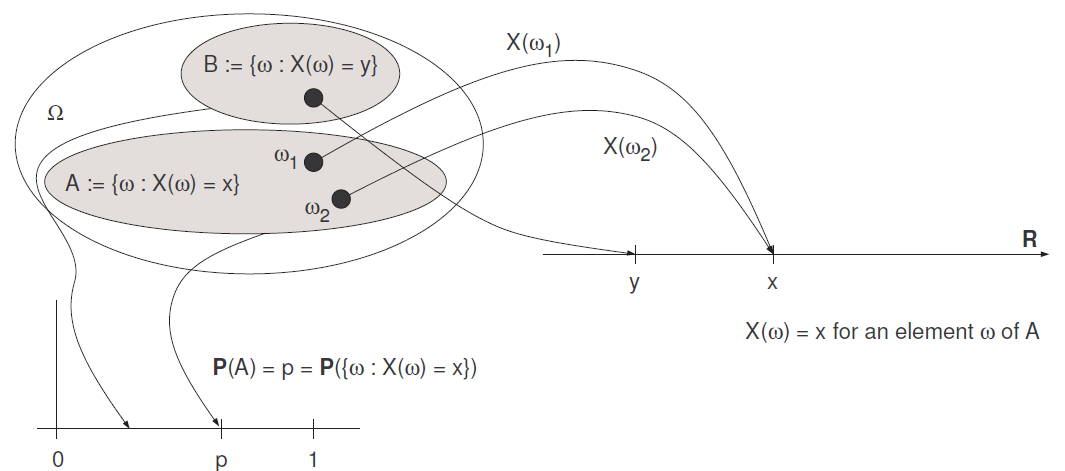 X(ω1)
B := {ω : X(ω) = y}
Ω
ω1
X(ω2)
A := {ω : X(ω) = x}
ω2
R
y
x
X(ω) = x for an element ω of A
P(A) = p = P({ω : X(ω) = x})
0
p
1